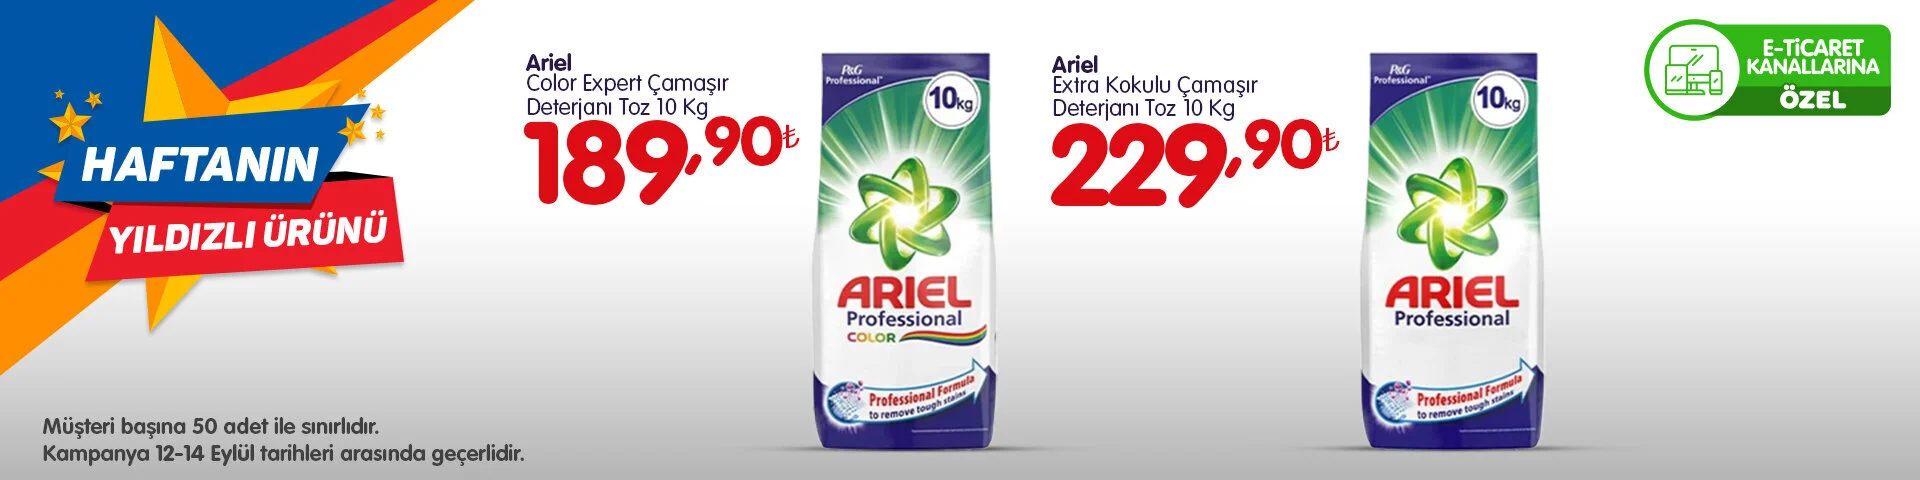 HAFTANIN
YILDIZLI ÜRÜNÜ
Ariel
Color Expert Çamaşır
Deterjanı Toz 10 Kg
189,90₺
P&G
Professional
10kg
ARIEL
Professional
COLOR
Professional Formula
to remove tough stains
Ariel
Extra Kokulu Çamaşır
Deterjanı Toz 10 Kg
229,90₺
P&G
Professional
10kg
ARIEL
Professional
Professional Formula
to remove tough stains
E-TİCARET
KANALLARINA
ÖZEL
Müşteri başına 50 adet ile sınırlıdır.
Kampanya 12-14 Eylül tarihleri arasında geçerlidir.